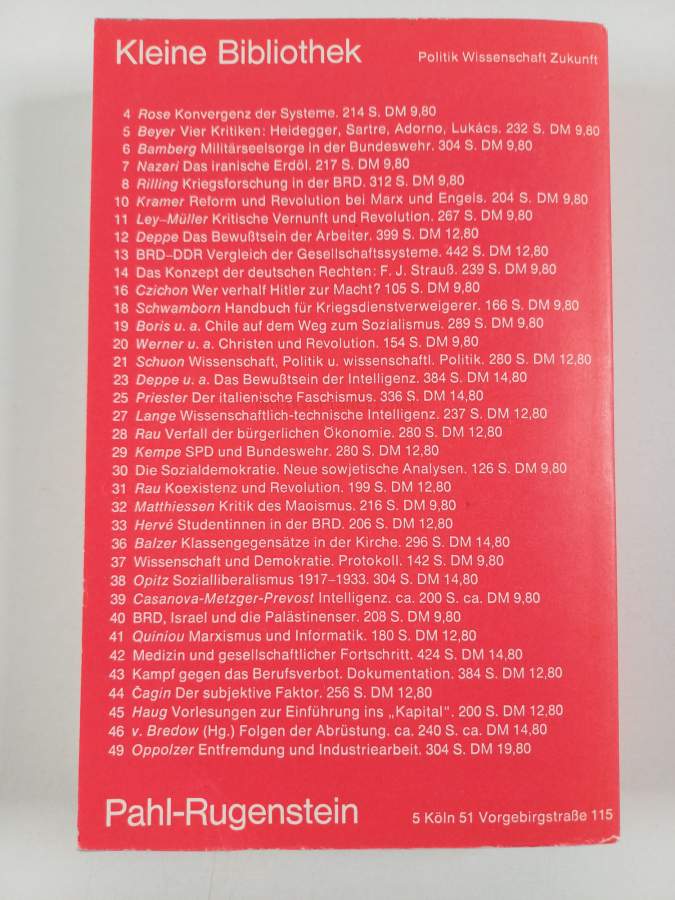 Kleine Bibliothek Politik Wissenschaft Zukunft
4 Rose Konvergenz der Systeme. 214 S. DM 9,80
5 Beyer Vier Kritiken: Heidegger, Sartre, Adorno, Lukács. 232 S. DM 9,80
6 Bamberg Militärseelsorge in der Bundeswehr. 304 S. DM 9,80
7 Nazari Das iranische Erdöl. 217 S. DM 9,80
8 Rilling Kriegsforschung in der BRD. 312 S. DM 9,80
10 Kramer Reform und Revolution bei Marx und Engels. 204 S. DM 9,80
11 Ley–Müller Kritische Vernunft und Revolution. 267 S. DM 9,80
12 Deppe Das Bewußtsein der Arbeiter. 399 S. DM 12,80
13 BRD–DDR Vergleich der Gesellschaftssysteme. 442 S. DM 12,80
14 Das Konzept der deutschen Rechten: F. J. Strauß. 239 S. DM 9,80
16 Czichon Wer verhalf Hitler zur Macht? 105 S. DM 9,80
18 Schwamborn Handbuch für Kriegsdienstverweigerer. 166 S. DM 9,80
19 Boris u. a. Chile auf dem Weg zum Sozialismus. 289 S. DM 9,80
20 Werner u. a. Christen und Revolution. 154 S. DM 9,80
21 Schuon Wissenschaft, Politik u. wissenschaftl. Politik. 280 S. DM 12,80
23 Deppe u. a. Das Bewußtsein der Intelligenz. 384 S. DM 14,80
25 Priester Der italienische Faschismus. 336 S. DM 14,80
27 Lange Wissenschaftlich-technische Intelligenz. 237 S. DM 12,80
28 Rau Verfall der bürgerlichen Ökonomie. 280 S. DM 12,80
29 Kempe SPD und Bundeswehr. 280 S. DM 12,80
30 Die Sozialdemokratie. Neue sowjetische Analysen. 126 S. DM 9,80
31 Rau Koexistenz und Revolution. 199 S. DM 12,80
32 Matthiessen Kritik des Maoismus. 216 S. DM 9,80
33 Hervé Studentinnen in der BRD. 206 S. DM 12,80
36 Balzer Klassengegensätze in der Kirche. 296 S. DM 14,80
37 Wissenschaft und Demokratie. Protokoll. 142 S. DM 9,80
38 Opitz Sozialliberalismus 1917–1933. 304 S. DM 14,80
39 Casanova-Metzger-Prevost Intelligenz. ca. 200 S. ca. DM 9,80
40 BRD, Israel und die Palästinenser. 208 S. DM 9,80
41 Quiniou Marxismus und Informatik. 180 S. DM 12,80
42 Medizin und gesellschaftlicher Fortschritt. 424 S. DM 14,80
43 Kampf gegen das Berufsverbot. Dokumentation. 384 S. DM 12,80
44 Čagin Der subjektive Faktor. 256 S. DM 12,80
45 Haug Vorlesungen zur Einführung ins „Kapital“. 200 S. DM 12,80
46 v. Bredow (Hg.) Folgen der Abrüstung. ca. 240 S. ca. DM 14,80
49 Oppolzer Entfremdung und Industriearbeit. 304 S. DM 19,80
Pahl-Rugenstein 5 Köln 51 Vorgebirgstraße 115